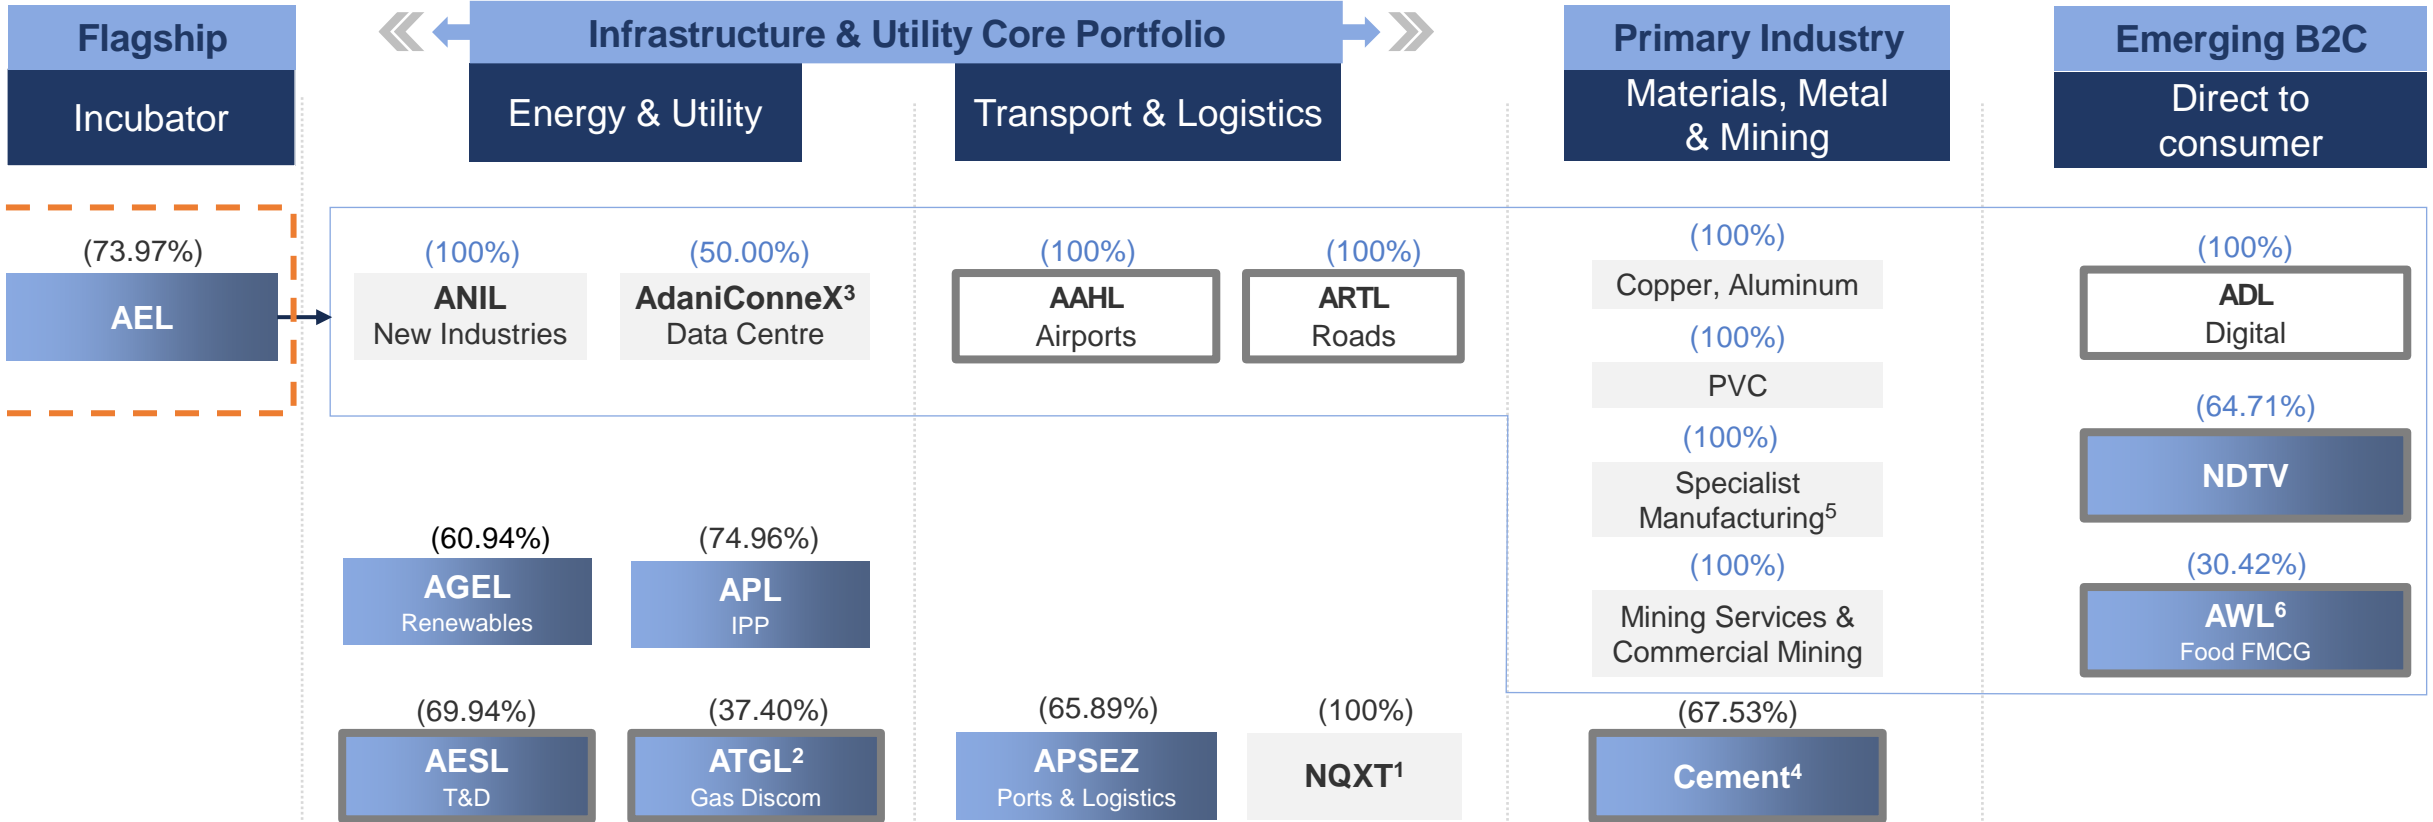 Flagship
Infrastructure & Utility Core Portfolio
Primary Industry
Emerging B2C
Incubator
Energy & Utility
Transport & Logistics
Materials, Metal
& Mining
Direct to
consumer
(73.97%)
AEL
(100%)
ANIL
New Industries
(50.00%)
AdaniConneX³
Data Centre
(100%)
AAHL
Airports
(100%)
ARTL
Roads
(100%)
Copper, Aluminum
(100%)
PVC
(100%)
Specialist
Manufacturing⁵
(100%)
Mining Services &
Commercial Mining
(100%)
ADL
Digital
(64.71%)
NDTV
(30.42%)
AWL⁶
Food FMCG
(60.94%)
AGEL
Renewables
(74.96%)
APL
IPP
(69.94%)
AESL
T&D
(37.40%)
ATGL²
Gas Discom
(65.89%)
APSEZ
Ports & Logistics
(100%)
NQXT¹
(67.53%)
Cement⁴